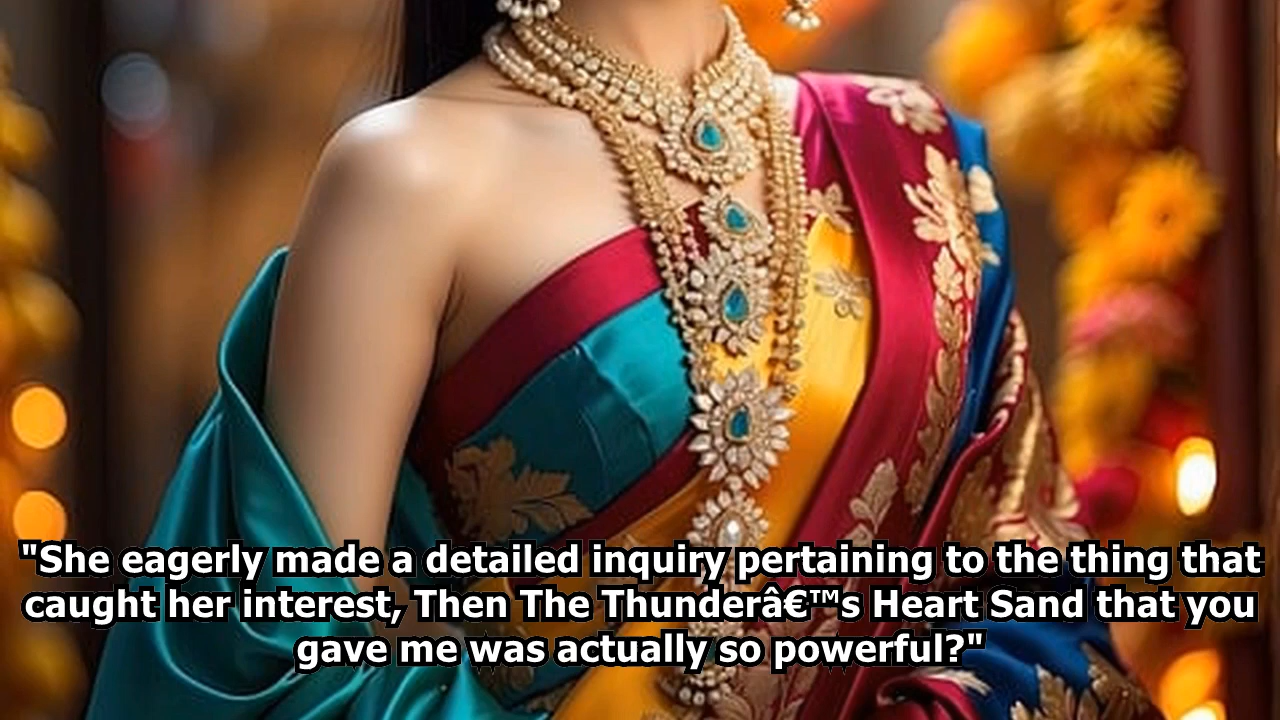 "She eagerly made a detailed inquiry pertaining to the thing that
caught her interest, Then The Thunderâ€™s Heart Sand that you
gave me was actually so powerful?"